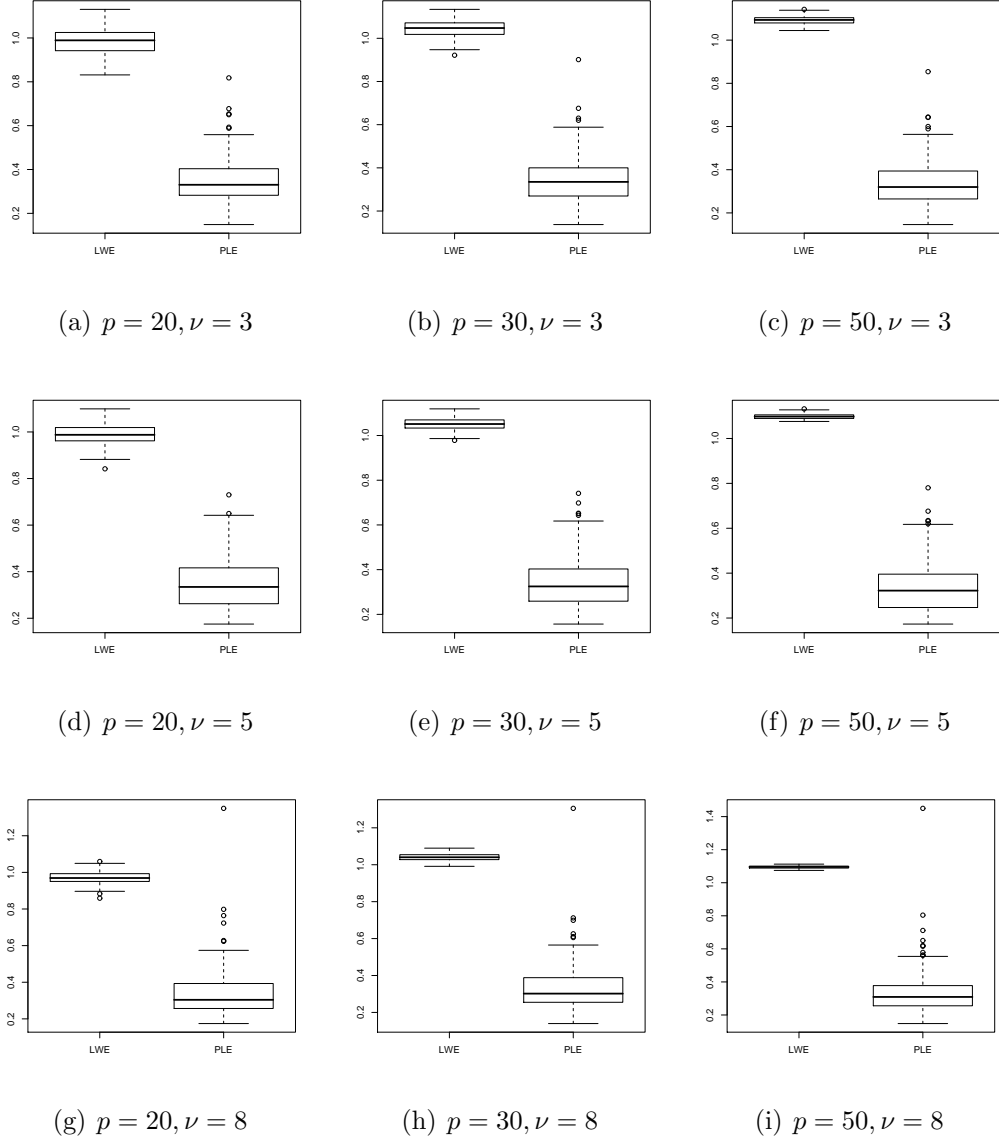 1.0
0.8
0.6
0.4
0.2
LWE PLE
(a) p = 20, ν = 3
1.0
0.8
0.6
0.4
0.2
LWE PLE
(b) p = 30, ν = 3
1.0
0.8
0.6
0.4
0.2
LWE PLE
(c) p = 50, ν = 3
1.0
0.8
0.6
0.4
0.2
LWE PLE
(d) p = 20, ν = 5
1.0
0.8
0.6
0.4
0.2
LWE PLE
(e) p = 30, ν = 5
1.0
0.8
0.6
0.4
0.2
LWE PLE
(f) p = 50, ν = 5
1.2
1.0
0.8
0.6
0.4
0.2
LWE PLE
(g) p = 20, ν = 8
1.2
1.0
0.8
0.6
0.4
0.2
LWE PLE
(h) p = 30, ν = 8
1.4
1.2
1.0
0.8
0.6
0.4
0.2
LWE PLE
(i) p = 50, ν = 8